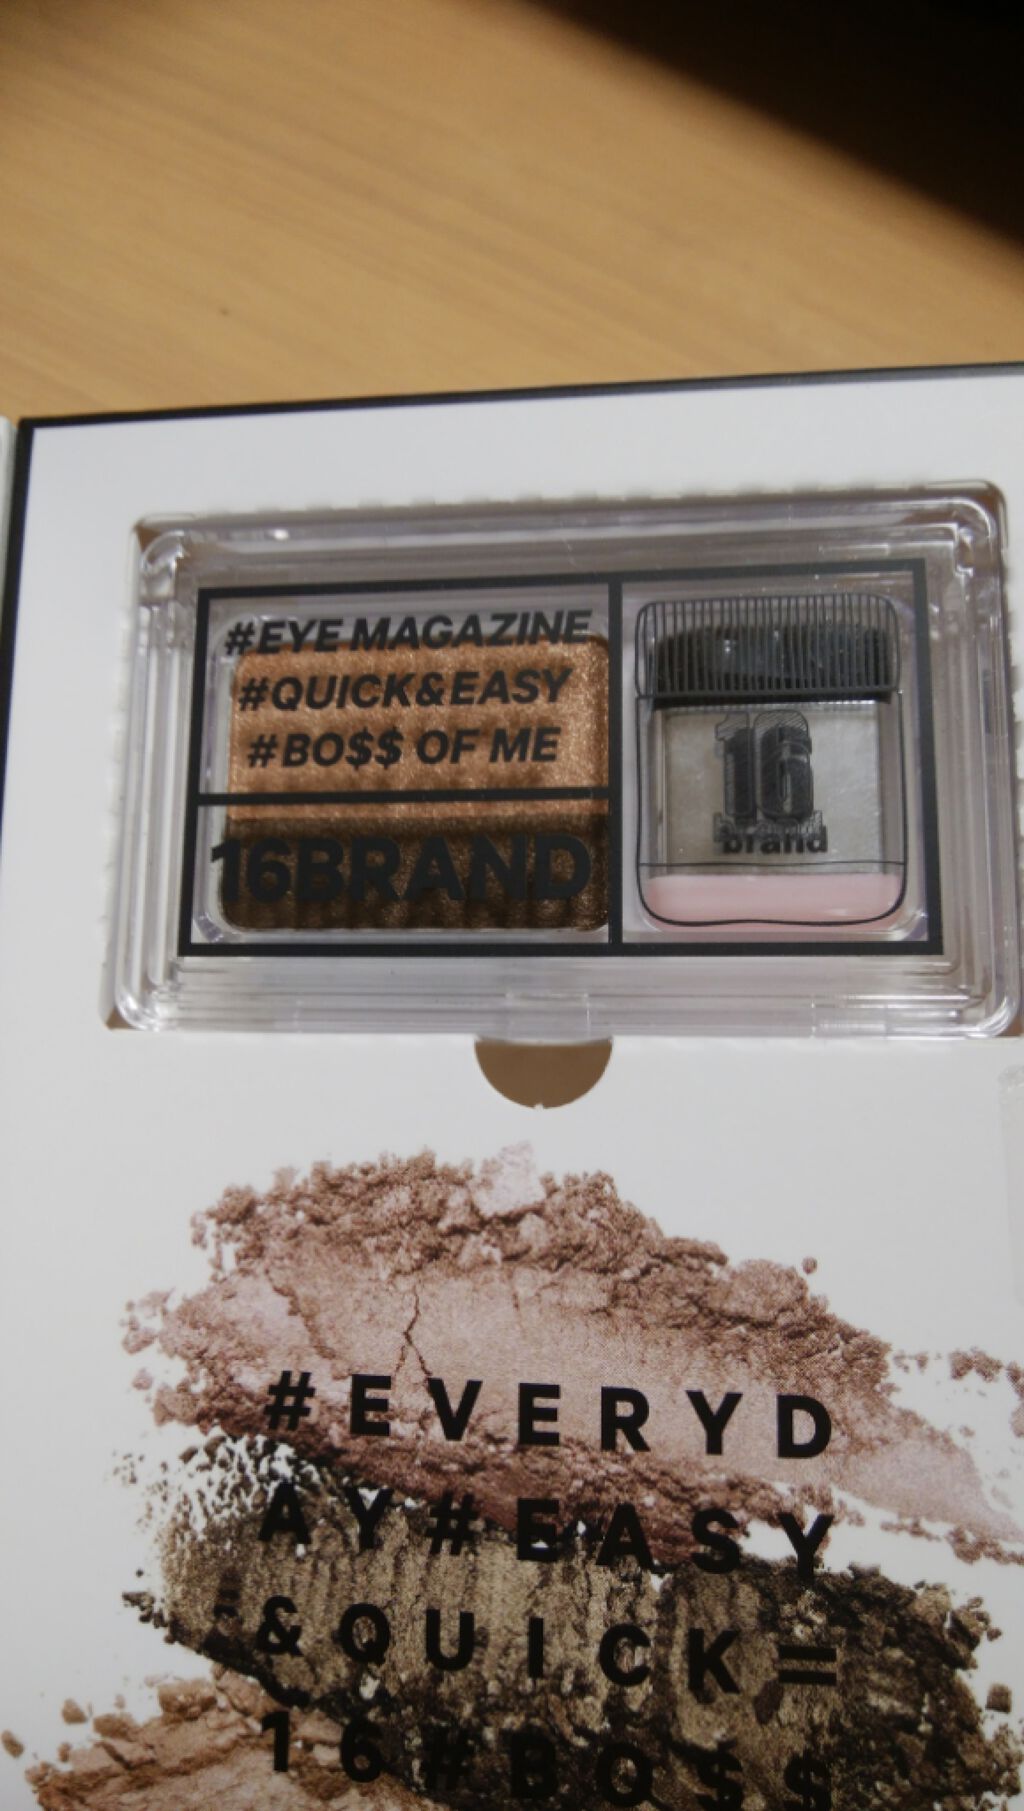 #EYE MAGAZINE
#QUICK&EASY
#BO$$ OF ME
16BRAND
16
brand
#EVERYD
AY#EASY
&QUICK=
16#BO$$